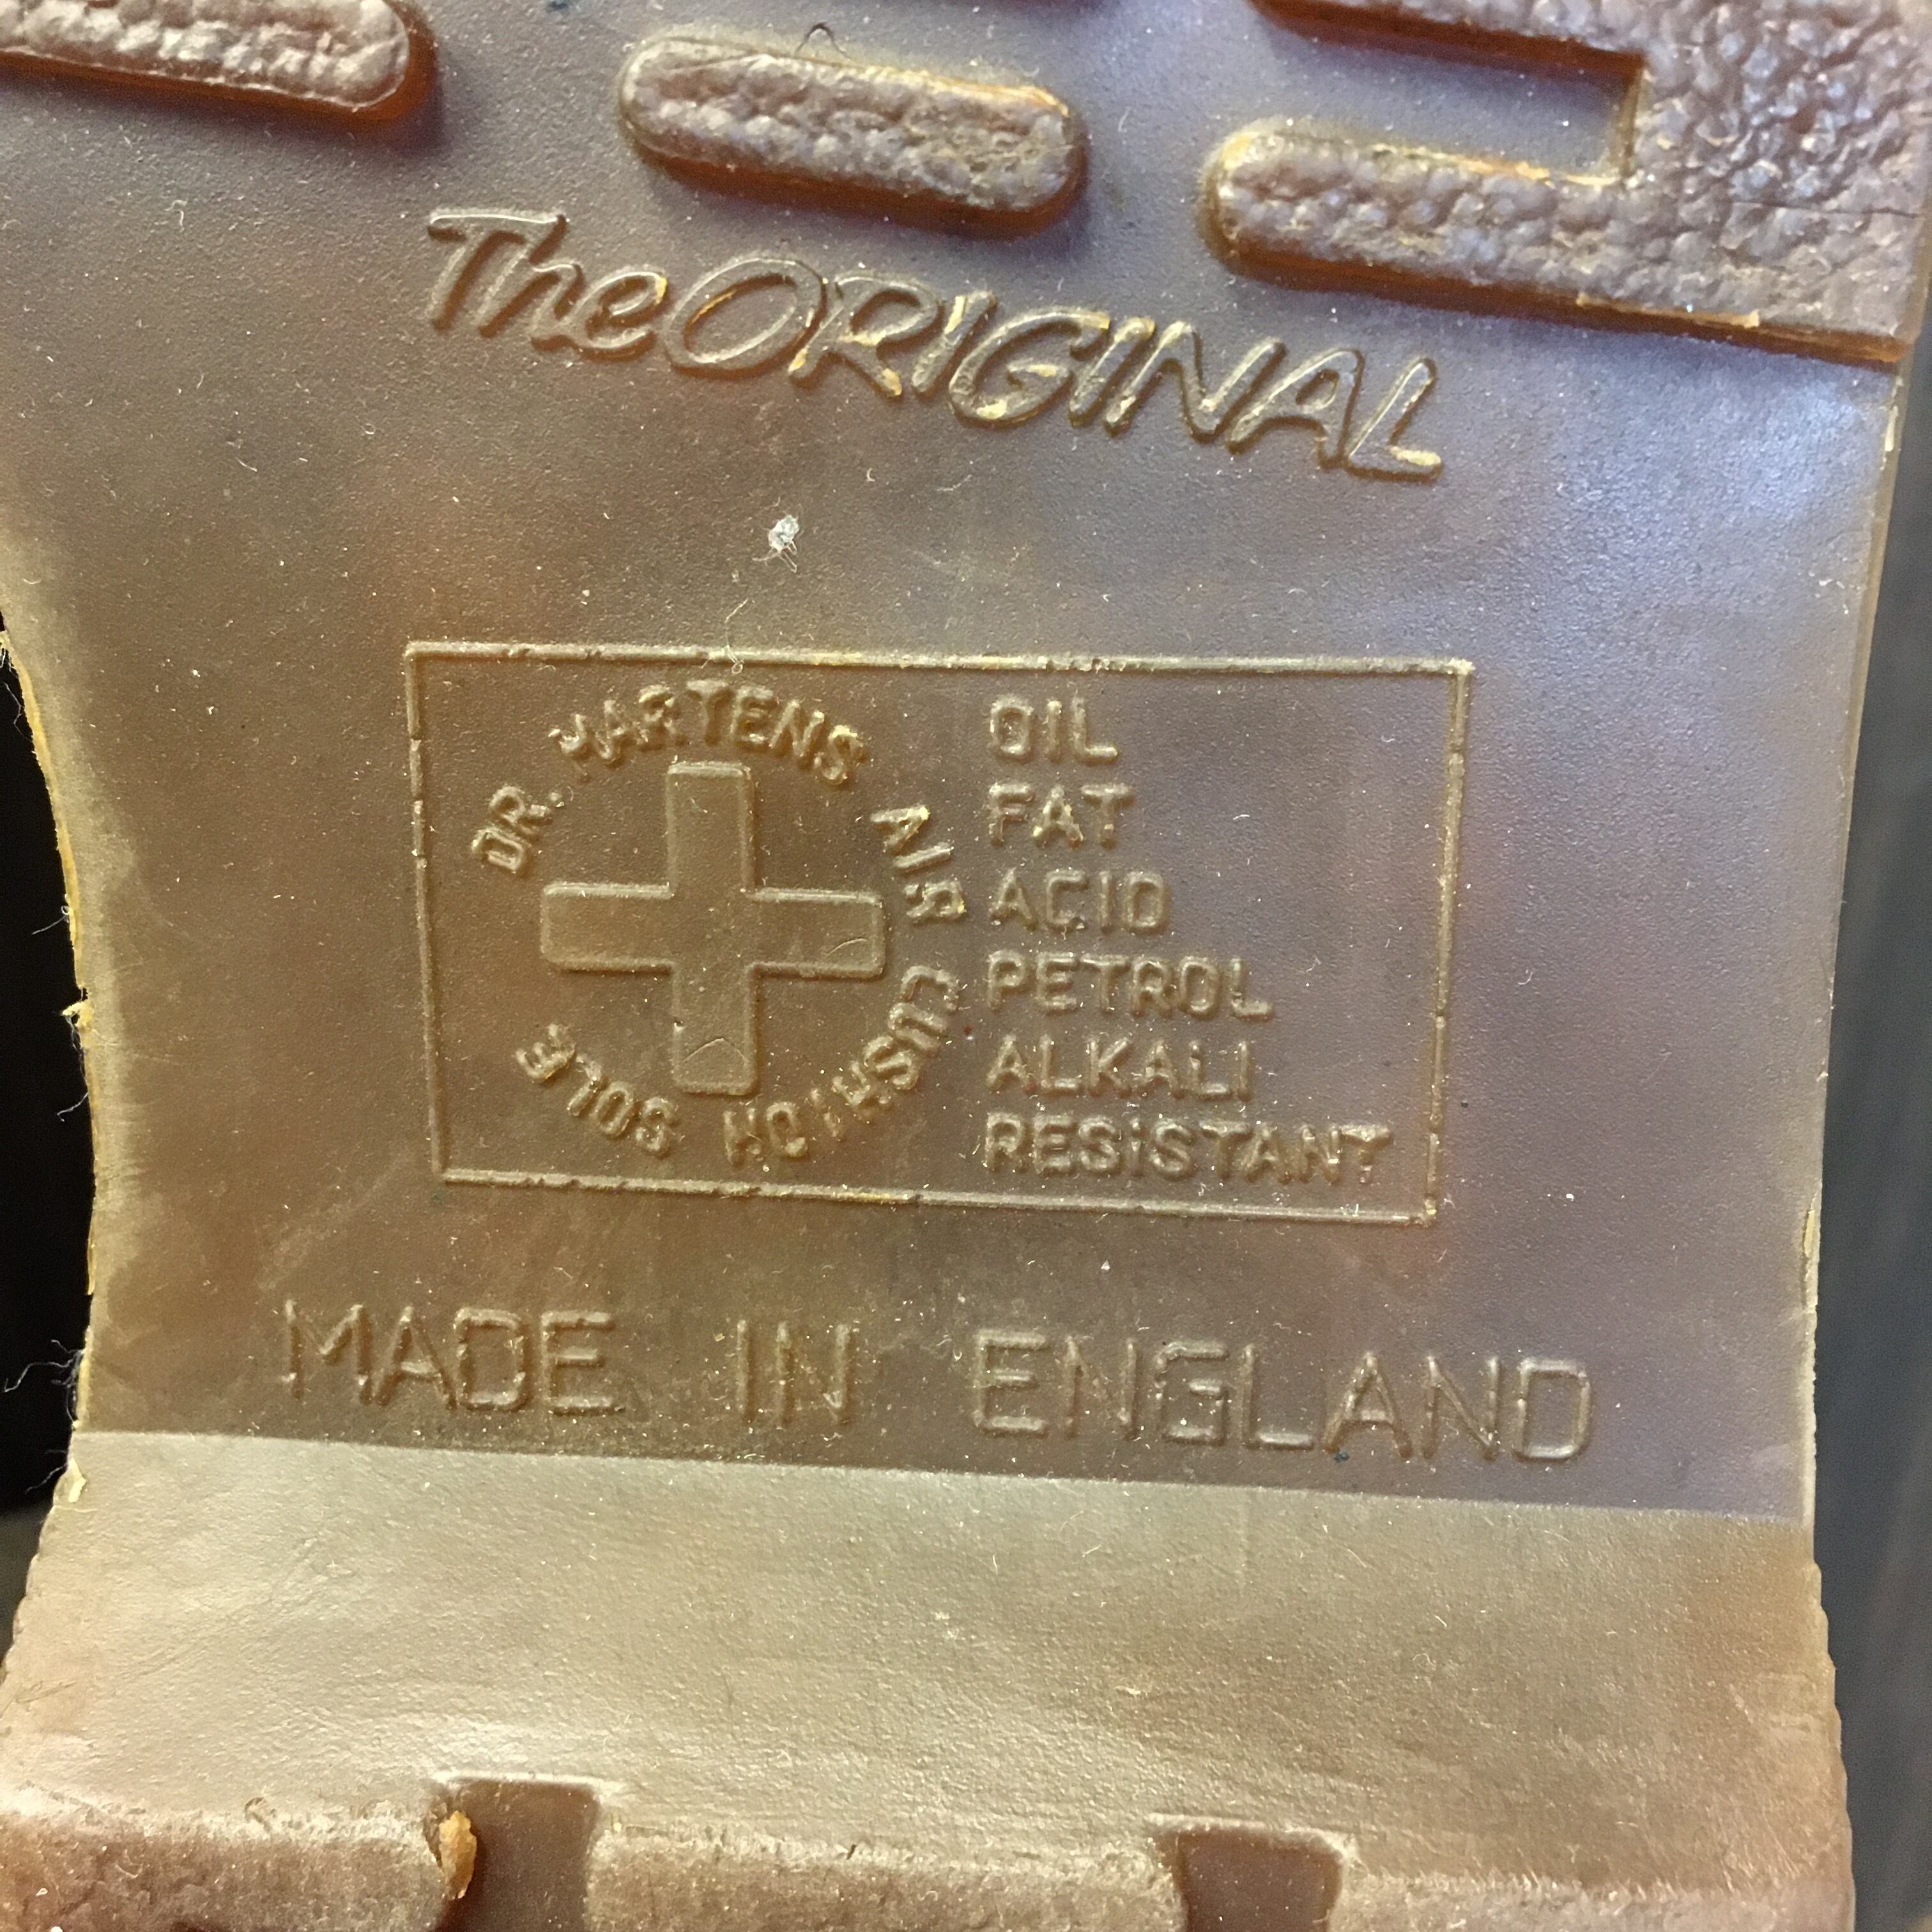 The ORIGINAL
DR. MARTENS AIR CUSHION SOLE
OIL
FAT
ACID
PETROL
ALKALI
RESiSTANT
MADE IN ENGLAND